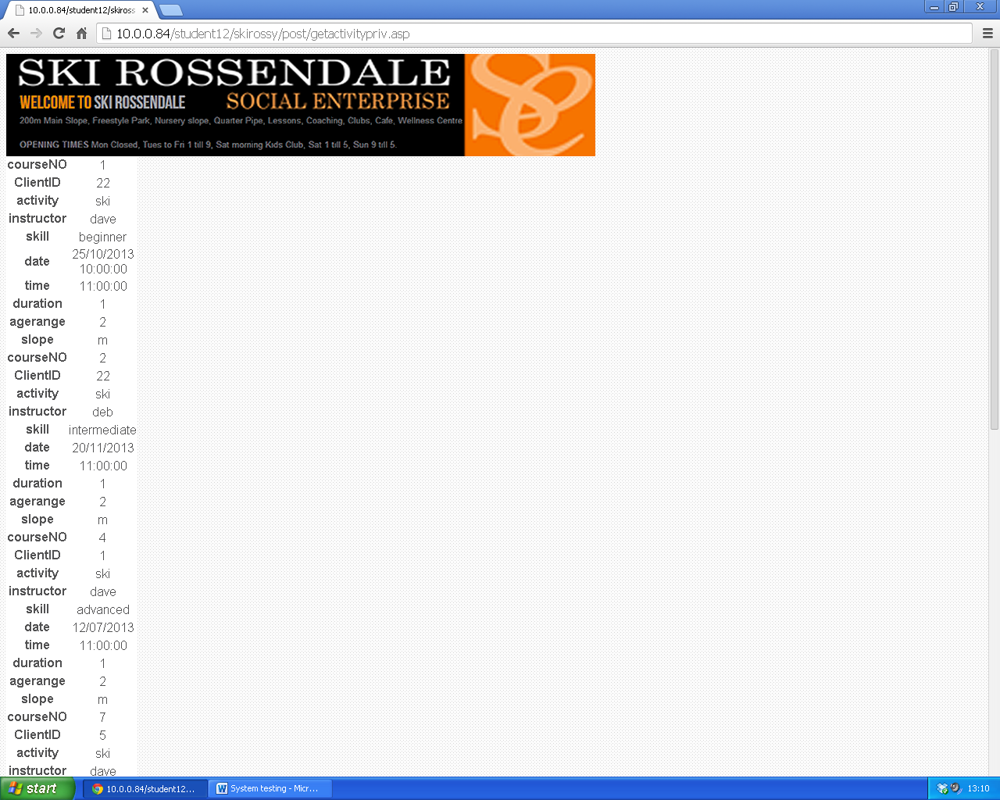 10.0.0.84/student12/skiross
10.0.0.84/student12/skirossy/post/getactivitypriv.asp
SKI ROSSENDALE
WELCOME TO SKI ROSSENDALE SOCIAL ENTERPRISE
200m Main Slope, Freestyle Park, Nursery slope, Quarter Pipe, Lessons, Coaching, Clubs, Cafe, Wellness Centre
OPENING TIMES Mon Closed, Tues to Fri 1 till 9, Sat morning Kids Club, Sat 1 till 5, Sun 9 till 5.
courseNO 1
ClientID 22
activity ski
instructor dave
skill beginner
date 25/10/2013
10:00:00
time 11:00:00
duration 1
agerange 2
slope m
courseNO 2
ClientID 22
activity ski
instructor deb
skill intermediate
date 20/11/2013
time 11:00:00
duration 1
agerange 2
slope m
courseNO 4
ClientID 1
activity ski
instructor dave
skill advanced
date 12/07/2013
time 11:00:00
duration 1
agerange 2
slope m
courseNO 7
ClientID 5
activity ski
instructor dave
start 10.0.0.84/student12... System testing - Micr... 13:10